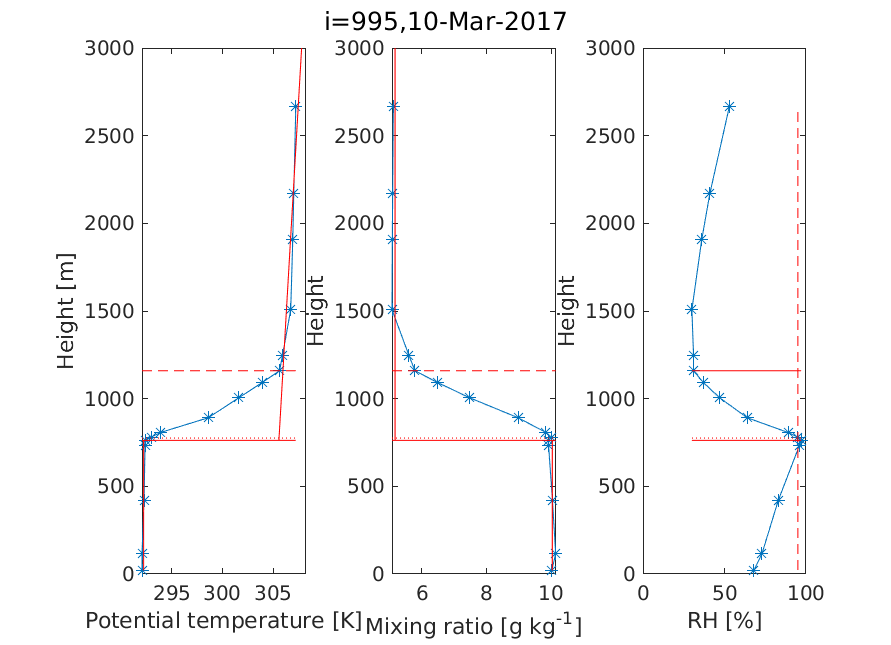 i=995,10-Mar-2017
3000 3000 3000
2500 2500 2500
2000 2000 2000
1500 1500 1500
1000 1000 1000
500 500 500
0 0 0
Height [m]
Height
Height
295 300 305
6 8 10
0 50 100
Potential temperature [K]
Mixing ratio [g kg⁻¹]
RH [%]